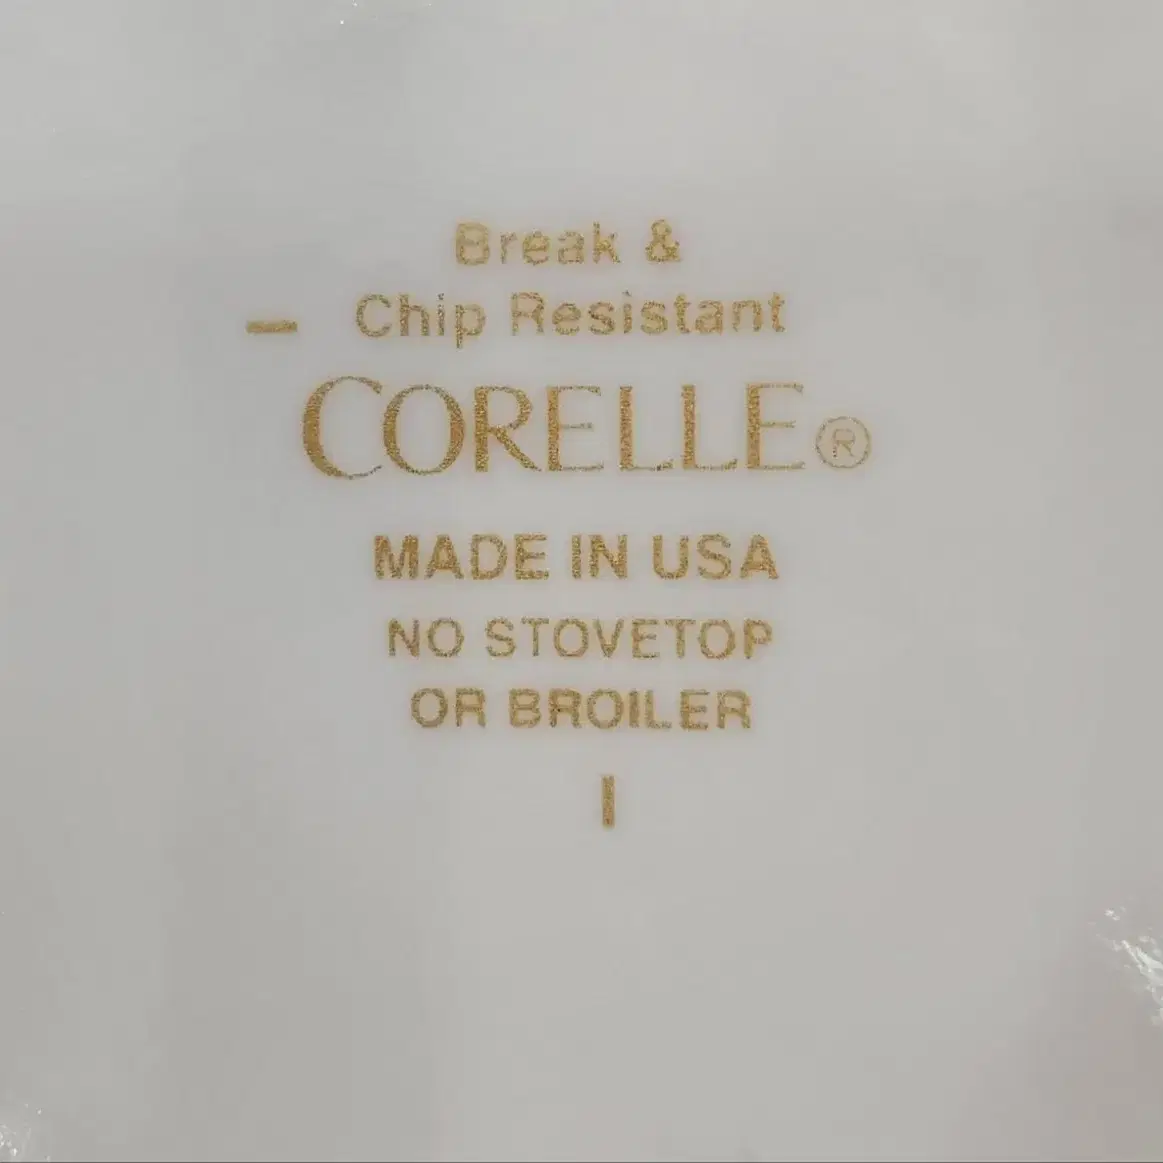 Break &
Chip Resistant
CORELLE®
MADE IN USA
NO STOVETOP
OR BROILER